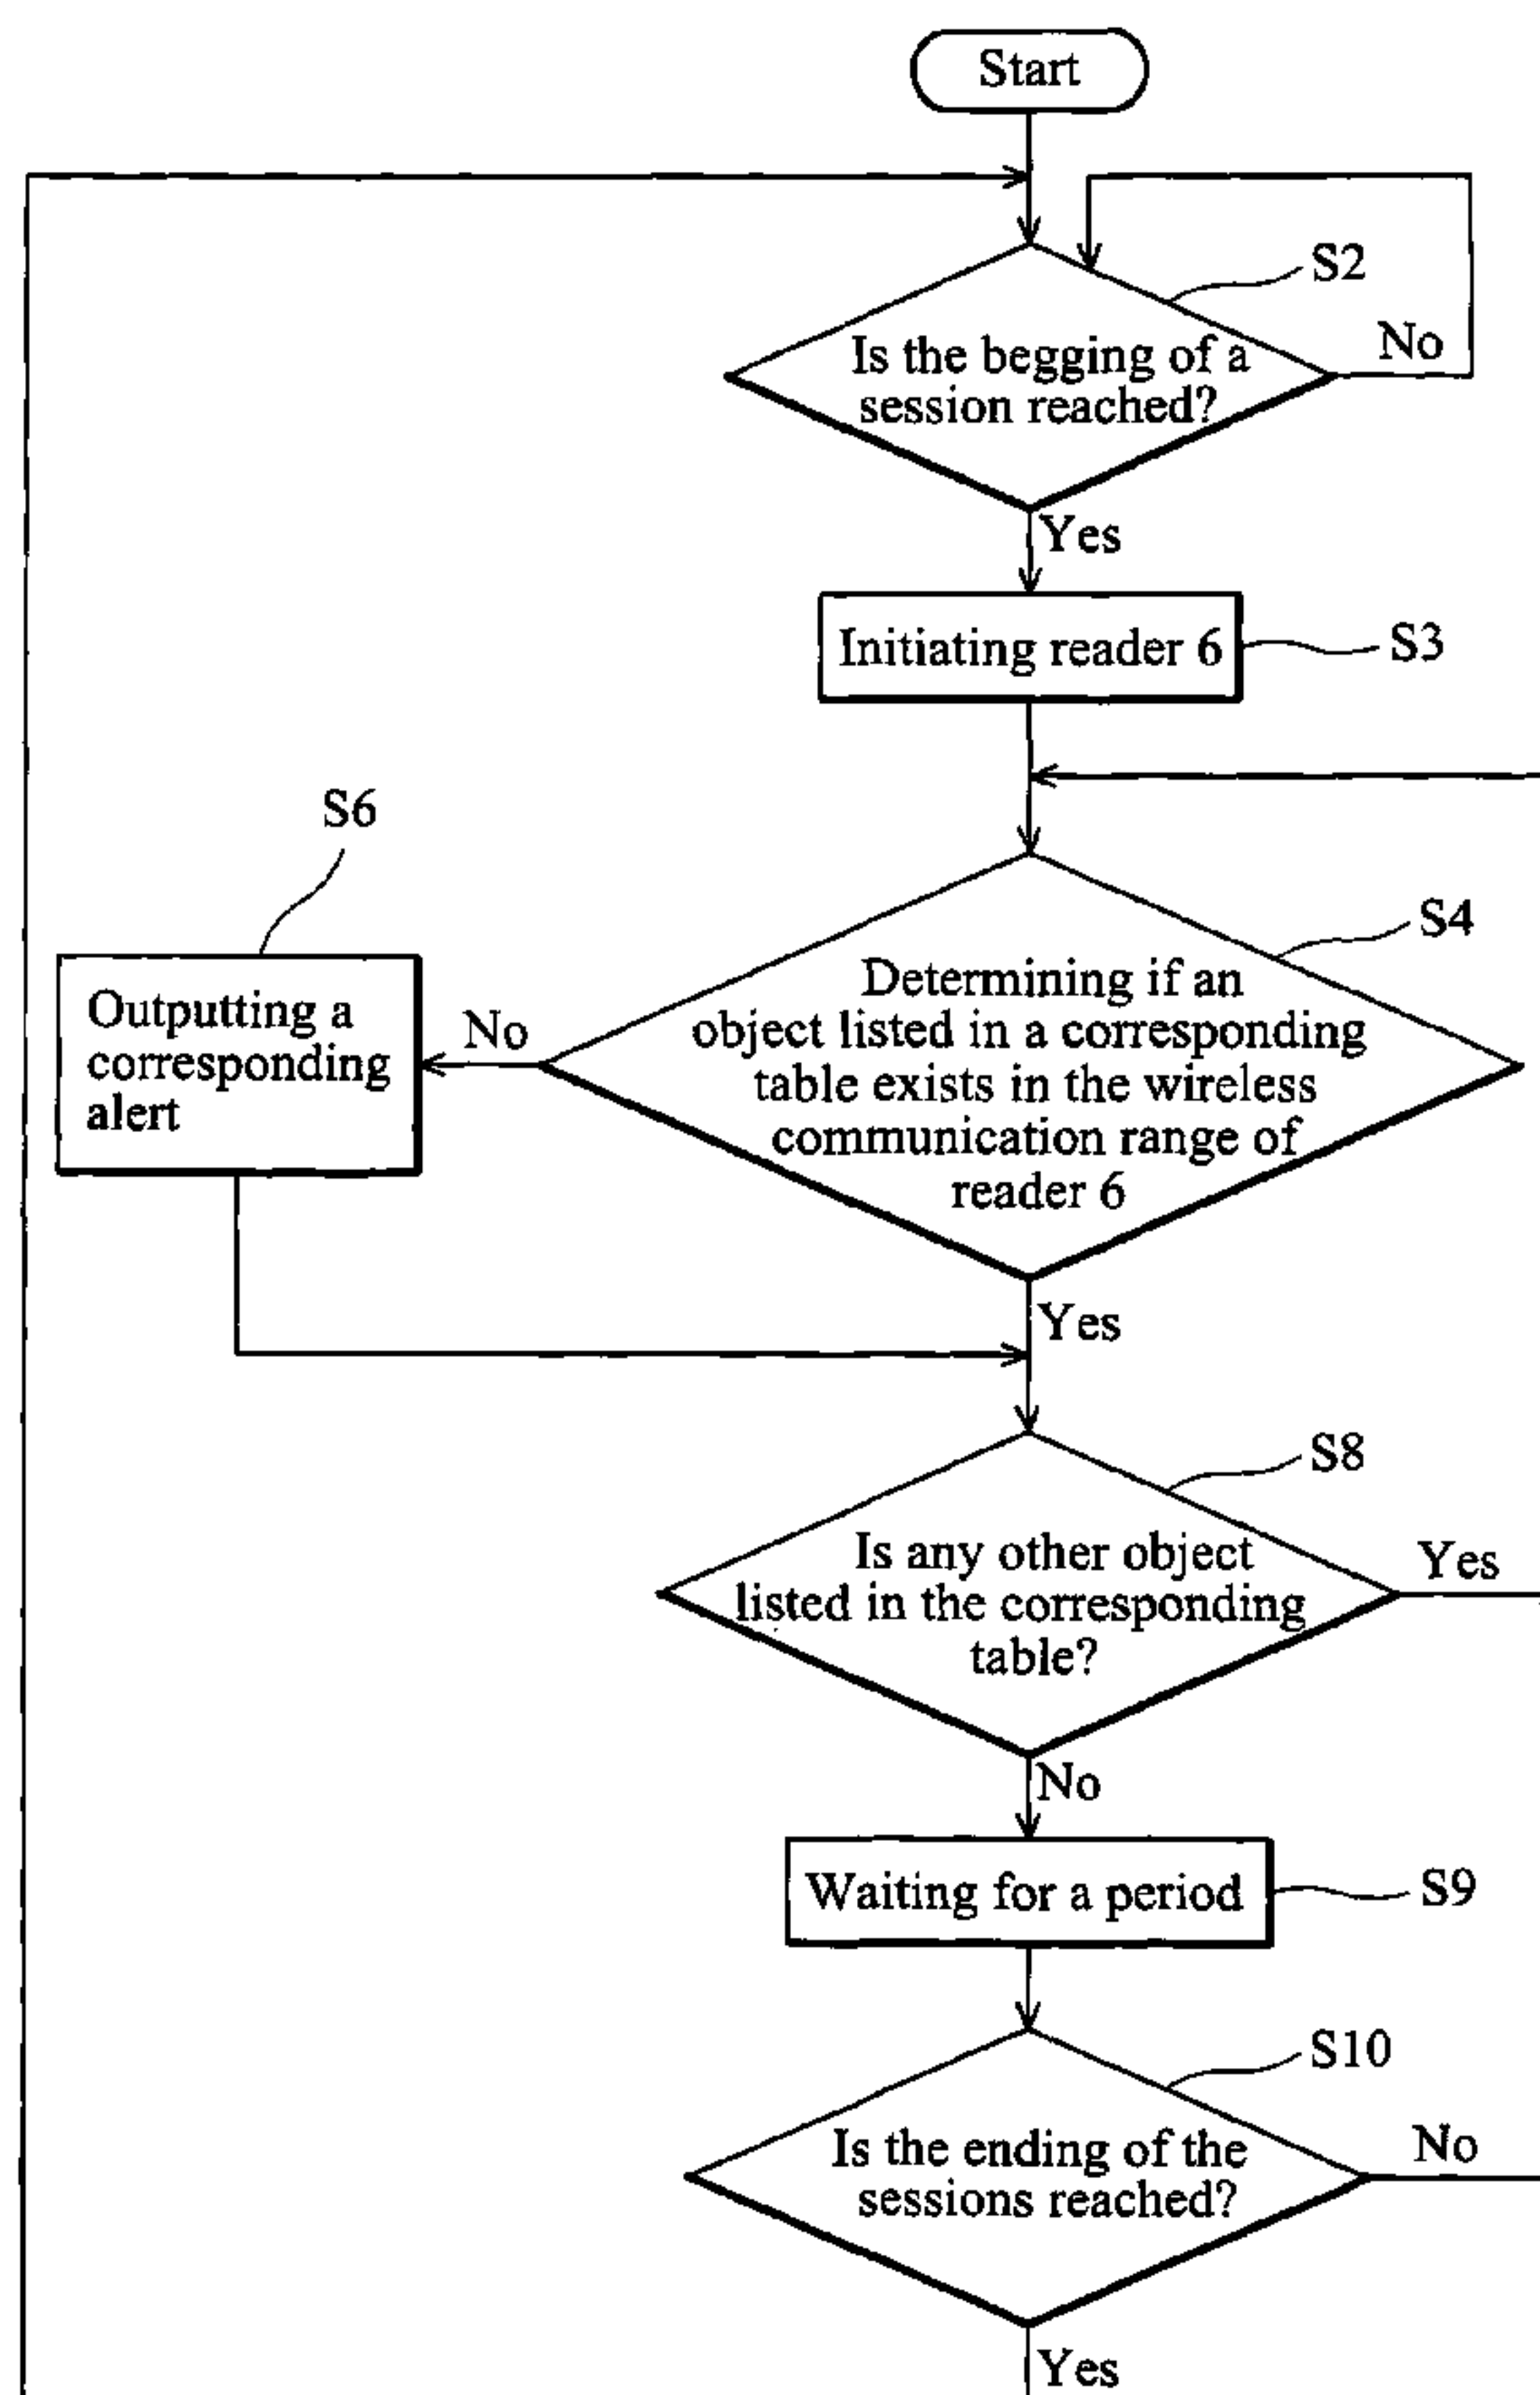 Start
S2
Is the begging of a
session reached?
No
Yes
Initiating reader 6
S3
S6
S4
Outputting a
corresponding
alert
No
Determining if an
object listed in a corresponding
table exists in the wireless
communication range of
reader 6
Yes
S8
Is any other object
listed in the corresponding
table?
Yes
No
Waiting for a period
S9
S10
Is the ending of the
sessions reached?
No
Yes